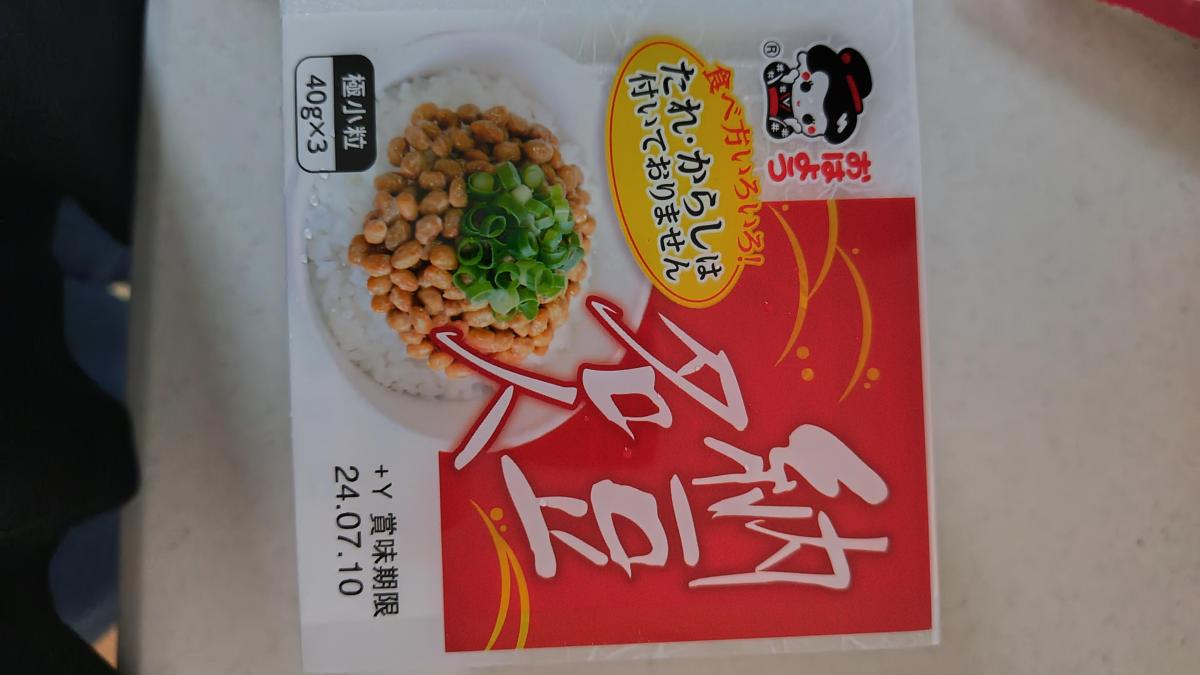 ®
おはよう
食べ方いろいろ!
たれ・からしは
付いておりません
納豆
名人
極小粒
40g×3
+Y 賞味期限
24.07.10